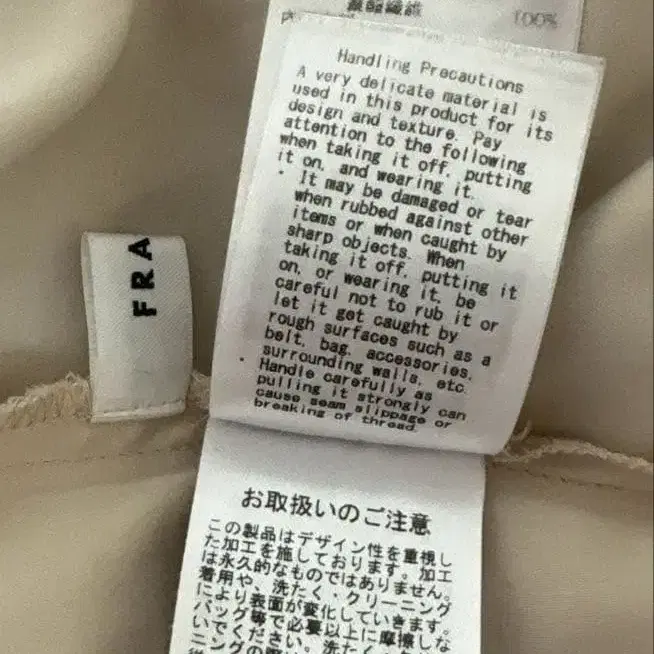 100%
Handling Precautions
A very delicate material is
used in this product for its
design and texture. Pay
attention to the following
when taking it off, putting
it on, and wearing it.
・ It may be damaged or tear
when rubbed against other
items or when caught by
sharp objects. When
taking it off, putting it
on, or wearing it, be
careful not to rub it or
let it get caught by
rough surfaces such as a
belt, bag, accessories,
surrounding walls, etc.
・ Handle carefully as
pulling it strongly can
cause seam slippage or
breaking of thread.
FRA
お取扱いのご注意
この製品はデザイン性を重視し
た加工を施しております。加工
は永久的なものではありません。
着用や、洗たく・クリーニング
により表面が変化していきます。
バッグ等で必要以上に摩擦しな
いでください。洗たく